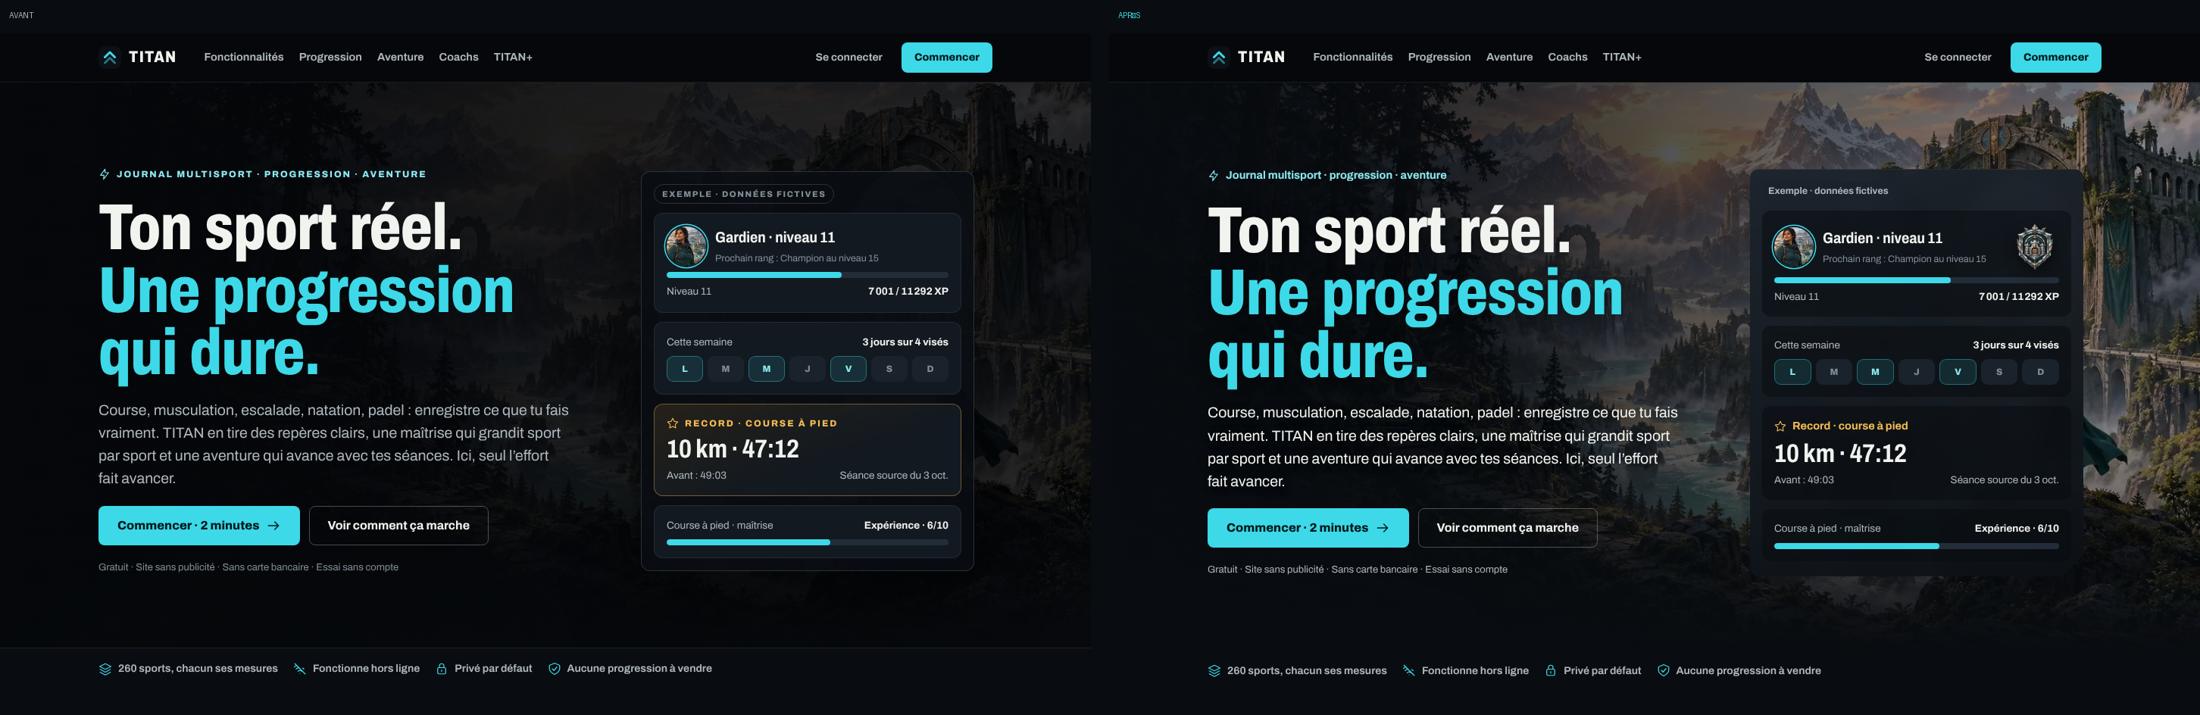 AVANT
TITAN
Fonctionnalités Progression Aventure Coachs TITAN+
Se connecter
Commencer
JOURNAL MULTISPORT · PROGRESSION · AVENTURE
Ton sport réel.
Une progression
qui dure.
Course, musculation, escalade, natation, padel : enregistre ce que tu fais
vraiment. TITAN en tire des repères clairs, une maîtrise qui grandit sport
par sport et une aventure qui avance avec tes séances. Ici, seul l’effort
fait avancer.
Commencer · 2 minutes
Voir comment ça marche
Gratuit · Site sans publicité · Sans carte bancaire · Essai sans compte
EXEMPLE · DONNÉES FICTIVES
Gardien · niveau 11
Prochain rang : Champion au niveau 15
Niveau 11 7 001 / 11 292 XP
Cette semaine 3 jours sur 4 visés
L M M J V S D
RECORD · COURSE À PIED
10 km · 47:12
Avant : 49:03 Séance source du 3 oct.
Course à pied · maîtrise Expérience · 6/10
260 sports, chacun ses mesures Fonctionne hors ligne Privé par défaut Aucune progression à vendre
TITAN
Fonctionnalités Progression Aventure Coachs TITAN+
Se connecter
Commencer
Journal multisport · progression · aventure
Ton sport réel.
Une progression
qui dure.
Course, musculation, escalade, natation, padel : enregistre ce que tu fais
vraiment. TITAN en tire des repères clairs, une maîtrise qui grandit sport
par sport et une aventure qui avance avec tes séances. Ici, seul l’effort
fait avancer.
Commencer · 2 minutes
Voir comment ça marche
Gratuit · Site sans publicité · Sans carte bancaire · Essai sans compte
Exemple · données fictives
Gardien · niveau 11
Prochain rang : Champion au niveau 15
Niveau 11 7 001 / 11 292 XP
Cette semaine 3 jours sur 4 visés
L M M J V S D
Record · course à pied
10 km · 47:12
Avant : 49:03 Séance source du 3 oct.
Course à pied · maîtrise Expérience · 6/10
260 sports, chacun ses mesures Fonctionne hors ligne Privé par défaut Aucune progression à vendre